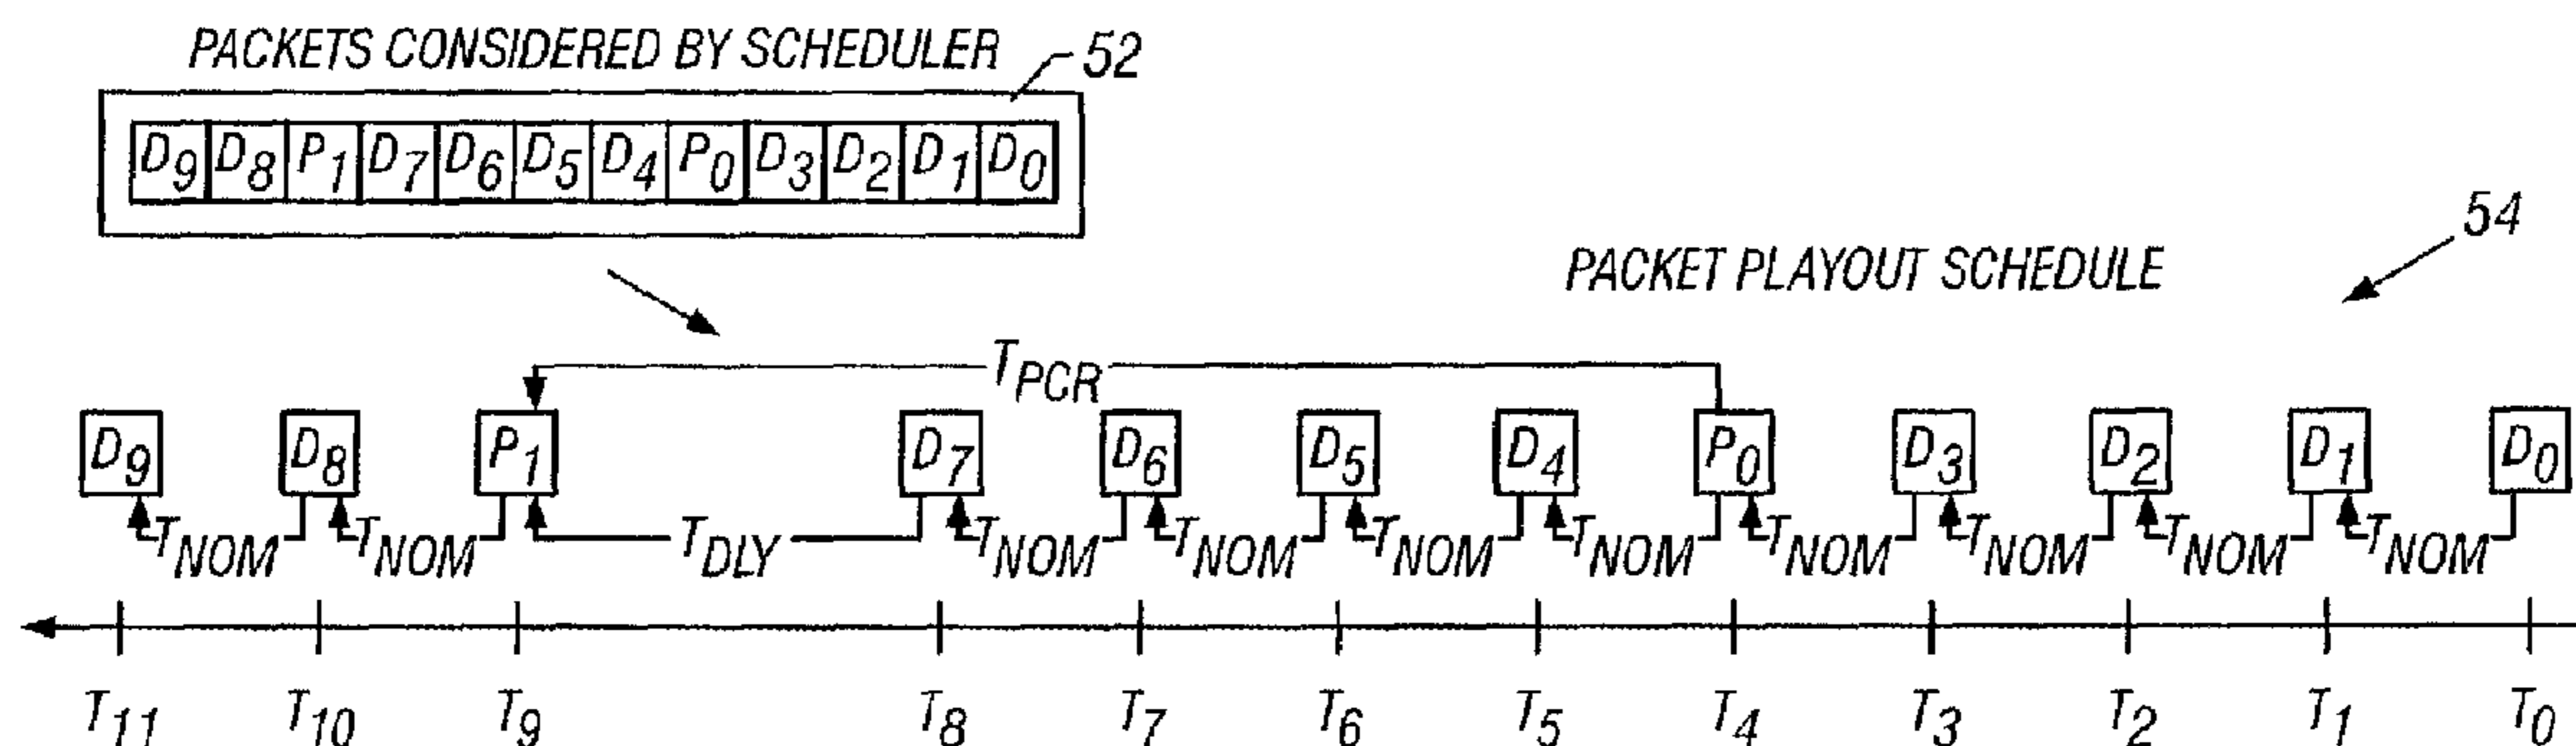 PACKETS CONSIDERED BY SCHEDULER 52
D9 D8 P1 D7 D6 D5 D4 P0 D3 D2 D1 D0
54
PACKET PLAYOUT SCHEDULE
TPCR
D9 D8 P1 D7 D6 D5 D4 P0 D3 D2 D1 D0
TNOM TNOM TDLY TNOM TNOM TNOM TNOM TNOM TNOM TNOM TNOM
T11 T10 T9 T8 T7 T6 T5 T4 T3 T2 T1 T0